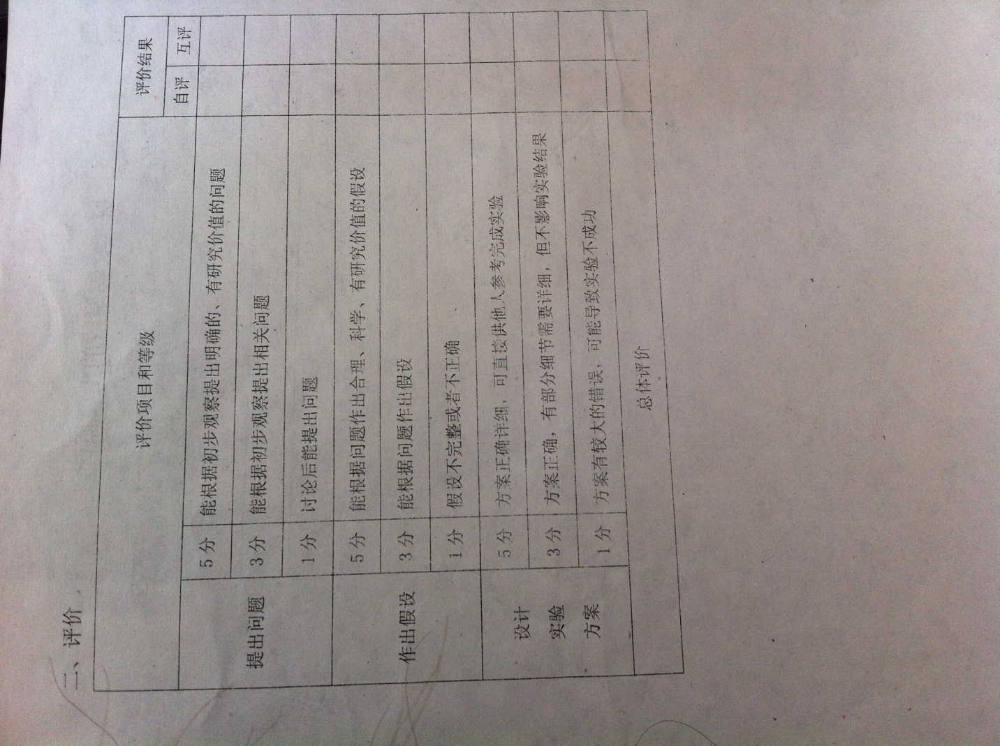 二、评价
评价项目和等级
评价结果
自评
互评
提出问题
5分
能根据初步观察提出明确的、有研究价值的问题
3分
能根据初步观察提出相关问题
1分
讨论后能提出问题
作出假设
5分
能根据问题作出合理、科学、有研究价值的假设
3分
能根据问题作出假设
1分
假设不完整或者不正确
设计
实验
方案
5分
方案正确详细，可直接供他人参考完成实验
3分
方案正确，有部分细节需要详细，但不影响实验结果
1分
方案有较大的错误，可能导致实验不成功
总体评价